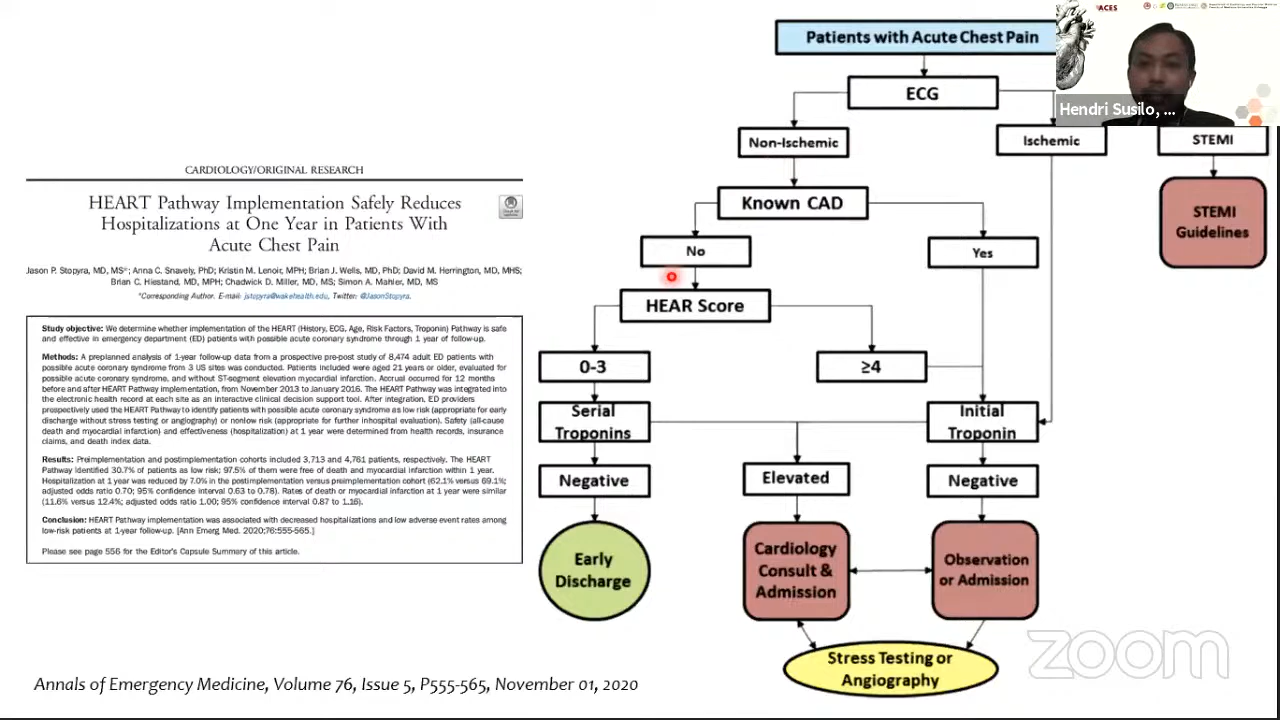 CARDIOLOGY/ORIGINAL RESEARCH
HEART Pathway Implementation Safely Reduces
Hospitalizations at One Year in Patients With
Acute Chest Pain
Jason P. Stopyra, MD, MS*; Anna C. Snavely, PhD; Kristin M. Lenoir, MPH; Brian J. Wells, MD, PhD; David M. Herrington, MD, MHS;
Brian C. Hiestand, MD, MPH; Chadwick D. Miller, MD, MS; Simon A. Mahler, MD, MS
*Corresponding Author. E-mail: jstopyra@wakehealth.edu, Twitter: @JasonStopyra.
Study objective: We determine whether implementation of the HEART (History, ECG, Age, Risk Factors, Troponin) Pathway is safe
and effective in emergency department (ED) patients with possible acute coronary syndrome through 1 year of follow-up.
Methods: A preplanned analysis of 1-year follow-up data from a prospective pre-post study of 8,474 adult ED patients with
possible acute coronary syndrome from 3 US sites was conducted. Patients included were aged 21 years or older, evaluated for
possible acute coronary syndrome, and without ST-segment elevation myocardial infarction. Accrual occurred for 12 months
before and after HEART Pathway implementation, from November 2013 to January 2016. The HEART Pathway was integrated into
the electronic health record at each site as an interactive clinical decision support tool. After integration, ED providers
prospectively used the HEART Pathway to identify patients with possible acute coronary syndrome as low risk (appropriate for early
discharge without stress testing or angiography) or nonlow risk (appropriate for further inhospital evaluation). Safety (all-cause
death and myocardial infarction) and effectiveness (hospitalization) at 1 year were determined from health records, insurance
claims, and death index data.
Results: Preimplementation and postimplementation cohorts included 3,713 and 4,761 patients, respectively. The HEART
Pathway identified 30.7% of patients as low risk; 97.5% of them were free of death and myocardial infarction within 1 year.
Hospitalization at 1 year was reduced by 7.0% in the postimplementation versus preimplementation cohort (62.1% versus 69.1%;
adjusted odds ratio 0.70; 95% confidence interval 0.63 to 0.78). Rates of death or myocardial infarction at 1 year were similar
(11.6% versus 12.4%; adjusted odds ratio 1.00; 95% confidence interval 0.87 to 1.16).
Conclusion: HEART Pathway implementation was associated with decreased hospitalizations and low adverse event rates among
low-risk patients at 1-year follow-up. [Ann Emerg Med. 2020;76:555-565.]
Please see page 556 for the Editor's Capsule Summary of this article.
Annals of Emergency Medicine, Volume 76, Issue 5, P555-565, November 01, 2020
Patients with Acute Chest Pain
ECG
Non-Ischemic
Ischemic
STEMI
STEMI
Guidelines
Known CAD
No
Yes
HEAR Score
0-3
≥4
Serial
Troponins
Initial
Troponin
Negative
Elevated
Negative
Early
Discharge
Cardiology
Consult &
Admission
Observation
or Admission
Stress Testing or
Angiography
ACES
Hendri Susilo, ...
zoom